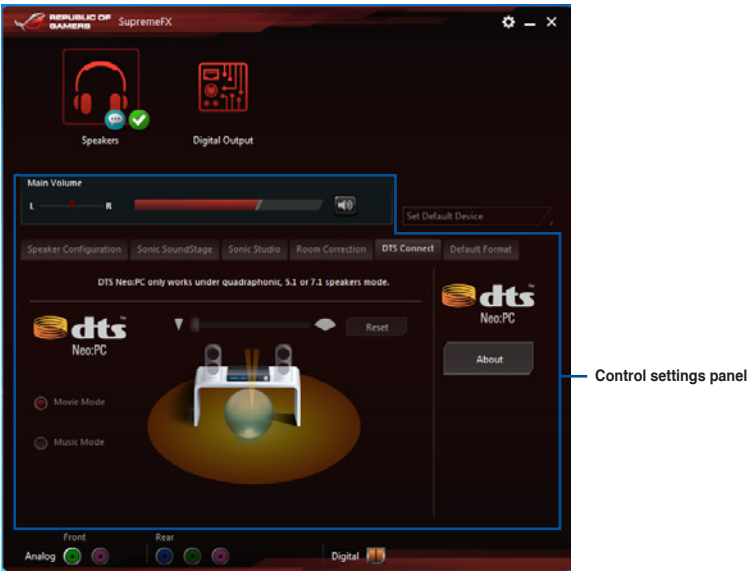 REPUBLIC OF
GAMERS
SupremeFX
Speakers
Digital Output
Main Volume
L
R
Set Default Device
Speaker Configuration
Sonic SoundStage
Sonic Studio
Room Correction
DTS Connect
Default Format
DTS Neo:PC only works under quadraphonic, 5.1 or 7.1 speakers mode.
dts
Neo:PC
Reset
dts
Neo:PC
About
Movie Mode
Music Mode
Control settings panel
Front
Rear
Analog
Digital